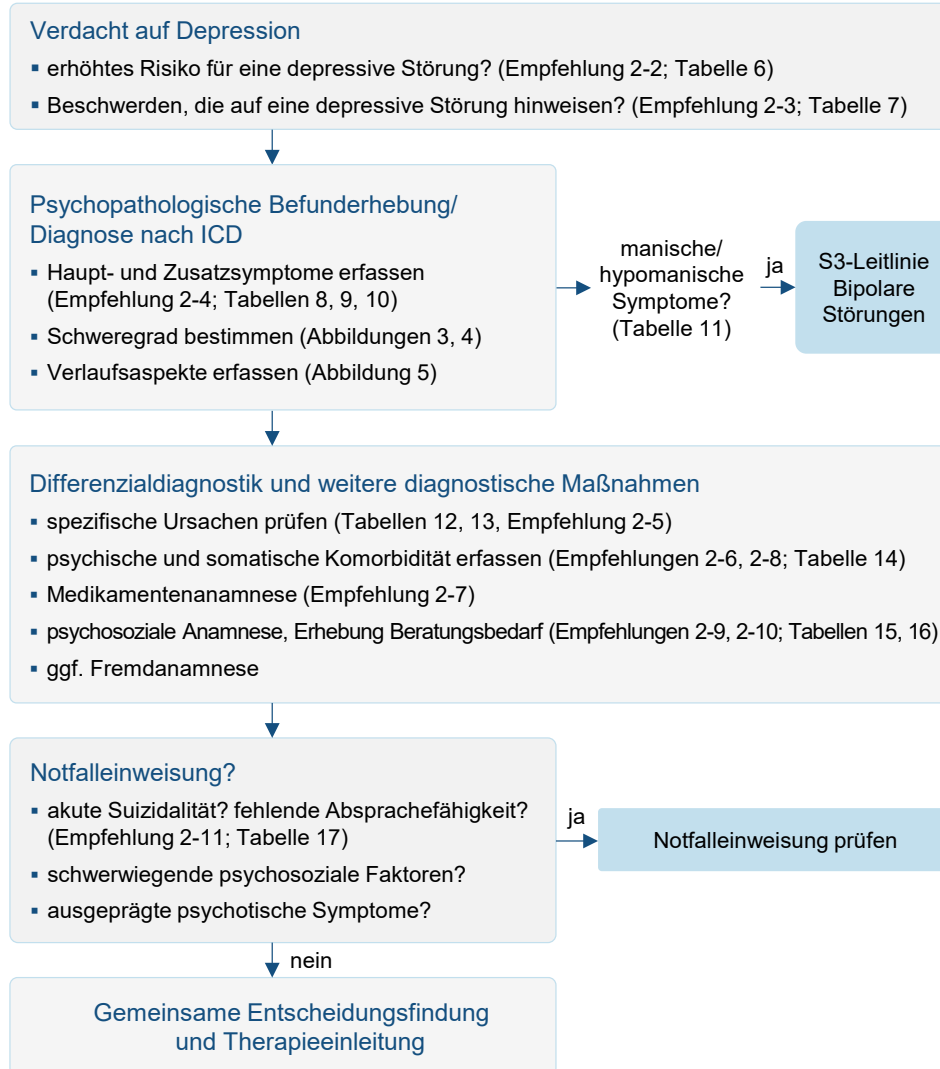 Verdacht auf Depression
▪ erhöhtes Risiko für eine depressive Störung? (Empfehlung 2-2; Tabelle 6)
▪ Beschwerden, die auf eine depressive Störung hinweisen? (Empfehlung 2-3; Tabelle 7)
Psychopathologische Befunderhebung/
Diagnose nach ICD
▪ Haupt- und Zusatzsymptome erfassen
(Empfehlung 2-4; Tabellen 8, 9, 10)
▪ Schweregrad bestimmen (Abbildungen 3, 4)
▪ Verlaufsaspekte erfassen (Abbildung 5)
manische/
hypomanische
Symptome?
(Tabelle 11)
ja
S3-Leitlinie
Bipolare
Störungen
Differenzialdiagnostik und weitere diagnostische Maßnahmen
▪ spezifische Ursachen prüfen (Tabellen 12, 13, Empfehlung 2-5)
▪ psychische und somatische Komorbidität erfassen (Empfehlungen 2-6, 2-8; Tabelle 14)
▪ Medikamentenanamnese (Empfehlung 2-7)
▪ psychosoziale Anamnese, Erhebung Beratungsbedarf (Empfehlungen 2-9, 2-10; Tabellen 15, 16)
▪ ggf. Fremdanamnese
Notfalleinweisung?
▪ akute Suizidalität? fehlende Absprachefähigkeit?
(Empfehlung 2-11; Tabelle 17)
▪ schwerwiegende psychosoziale Faktoren?
▪ ausgeprägte psychotische Symptome?
ja
Notfalleinweisung prüfen
nein
Gemeinsame Entscheidungsfindung
und Therapieeinleitung